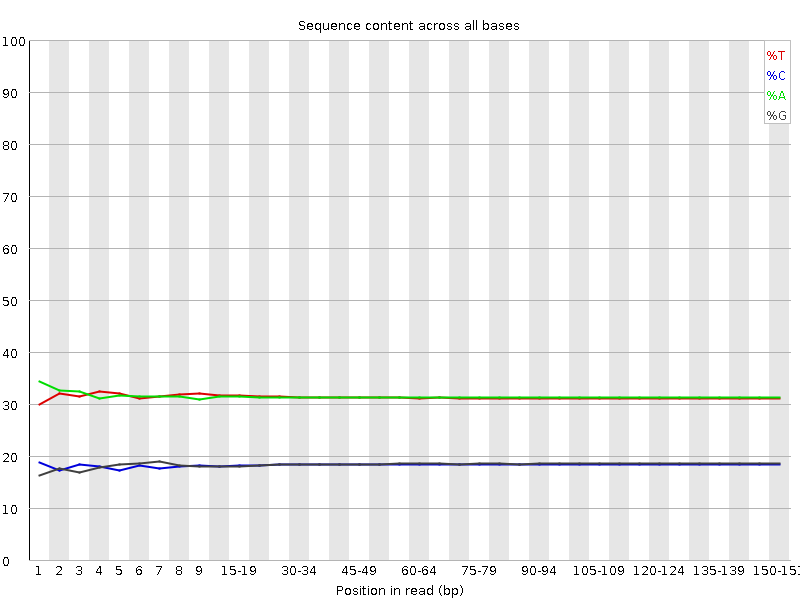 Sequence content across all bases
100
90
80
70
60
50
40
30
20
10
0
%T
%C
%A
%G
1 2 3 4 5 6 7 8 9 15-19 30-34 45-49 60-64 75-79 90-94 105-109 120-124 135-139 150-151
Position in read (bp)